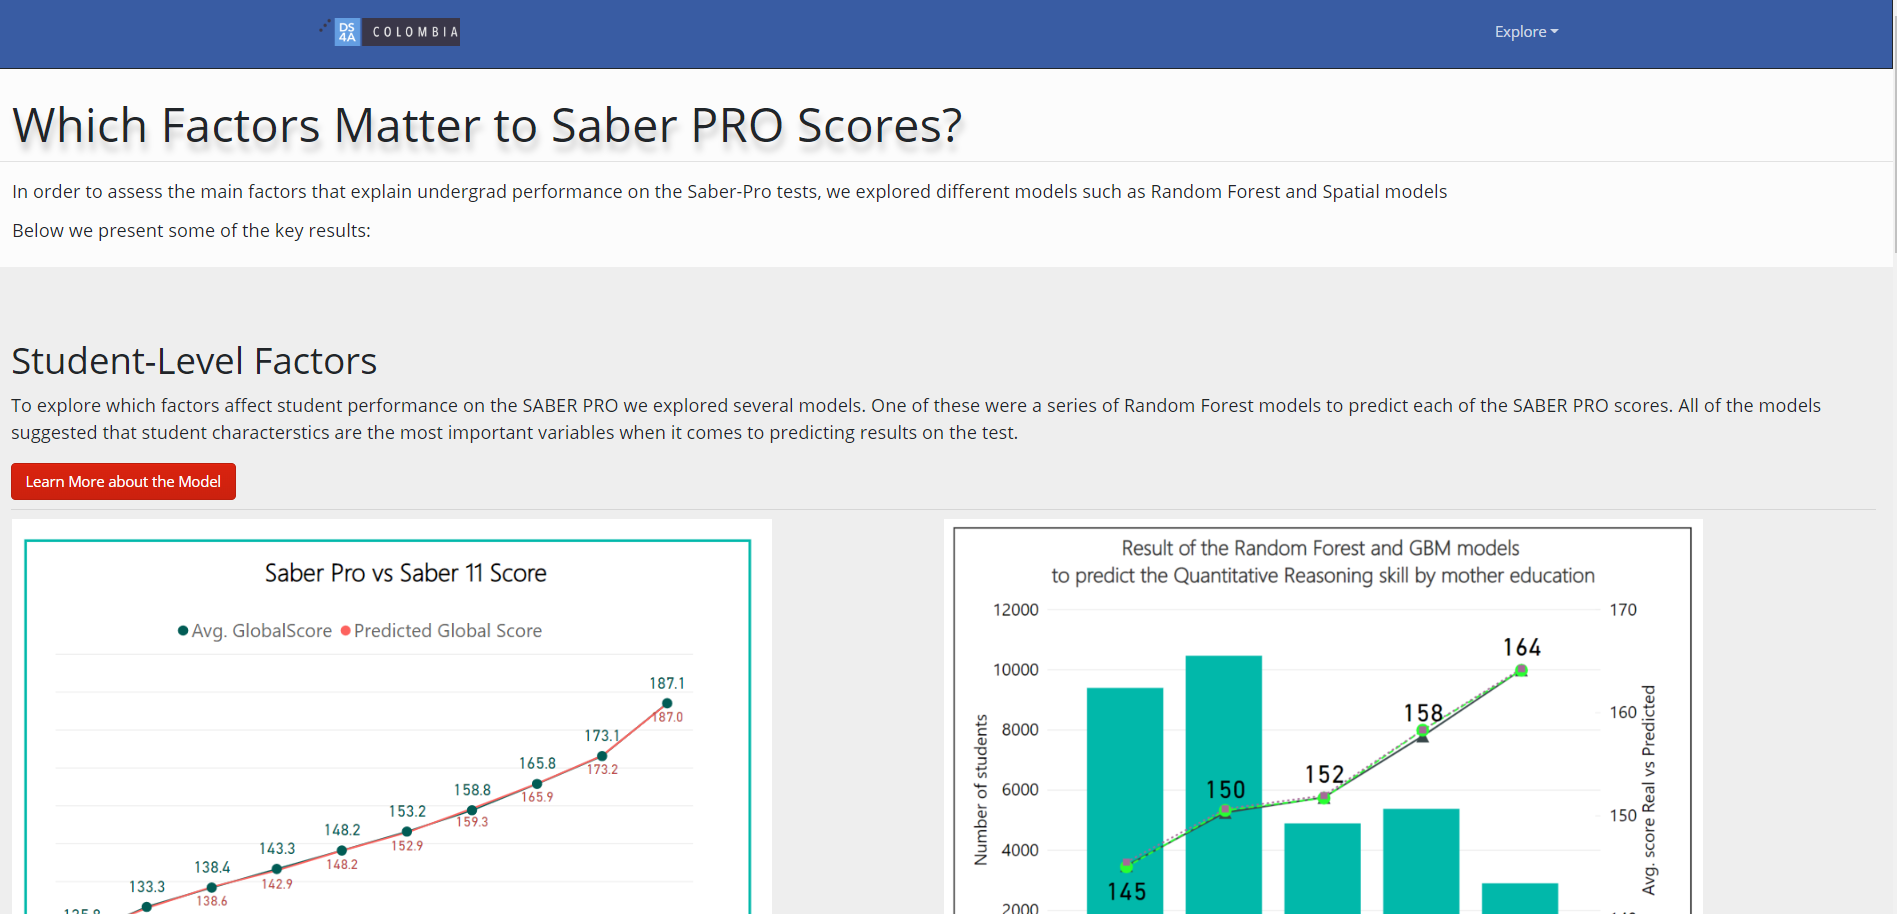 DS
4A
COLOMBIA
Explore
Which Factors Matter to Saber PRO Scores?
In order to assess the main factors that explain undergrad performance on the Saber-Pro tests, we explored different models such as Random Forest and Spatial models
Below we present some of the key results:
Student-Level Factors
To explore which factors affect student performance on the SABER PRO we explored several models. One of these were a series of Random Forest models to predict each of the SABER PRO scores. All of the models
suggested that student characterstics are the most important variables when it comes to predicting results on the test.
Learn More about the Model
Saber Pro vs Saber 11 Score
Avg. GlobalScore Predicted Global Score
187.1
187.0
173.1
173.2
165.8
165.9
158.8
159.3
153.2
152.9
148.2
148.2
143.3
142.9
138.4
138.6
133.3
Result of the Random Forest and GBM models
to predict the Quantitative Reasoning skill by mother education
12000
10000
8000
6000
4000
2000
Number of students
145
150
152
158
164
170
160
150
Avg. score Real vs Predicted